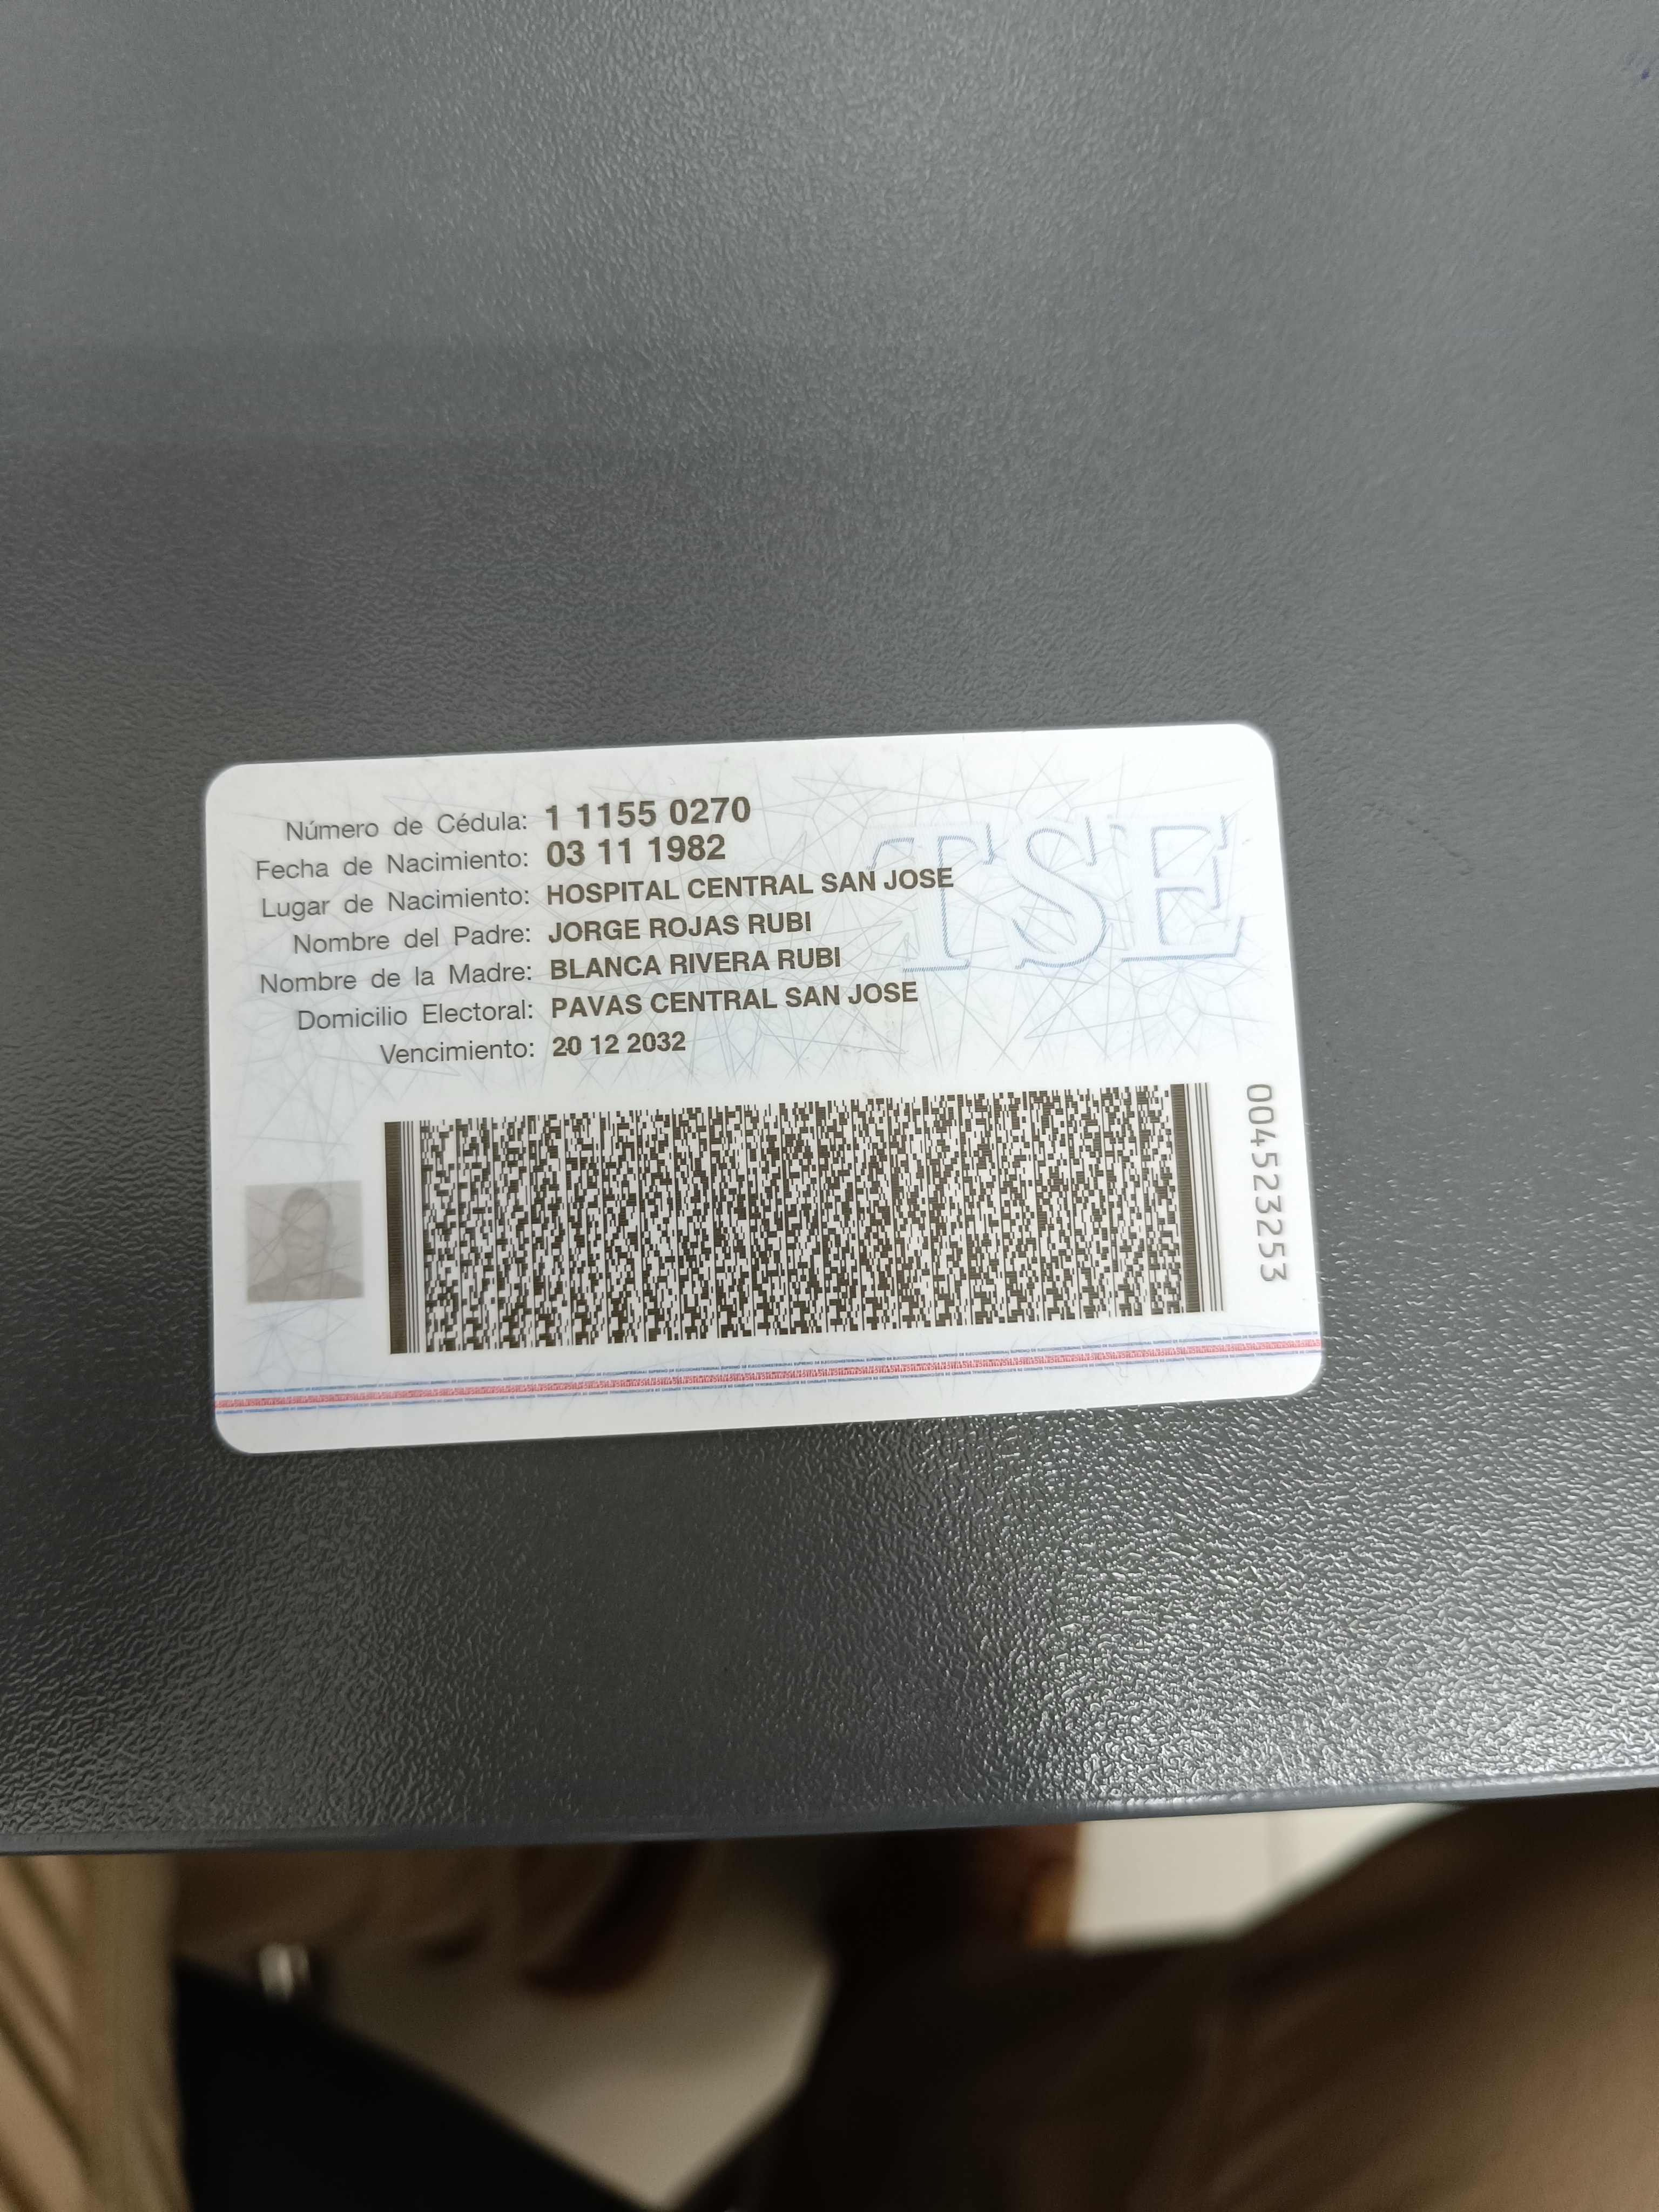 Número de Cédula: 1 1155 0270
Fecha de Nacimiento: 03 11 1982
Lugar de Nacimiento: HOSPITAL CENTRAL SAN JOSE
Nombre del Padre: JORGE ROJAS RUBI
Nombre de la Madre: BLANCA RIVERA RUBI
Domicilio Electoral: PAVAS CENTRAL SAN JOSE
Vencimiento: 20 12 2032
TSE
004523253